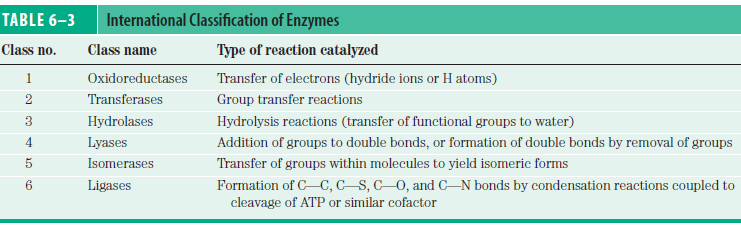 TABLE 6–3 International Classification of Enzymes
Class no. Class name Type of reaction catalyzed
1 Oxidoreductases Transfer of electrons (hydride ions or H atoms)
2 Transferases Group transfer reactions
3 Hydrolases Hydrolysis reactions (transfer of functional groups to water)
4 Lyases Addition of groups to double bonds, or formation of double bonds by removal of groups
5 Isomerases Transfer of groups within molecules to yield isomeric forms
6 Ligases Formation of C—C, C—S, C—O, and C—N bonds by condensation reactions coupled to
cleavage of ATP or similar cofactor